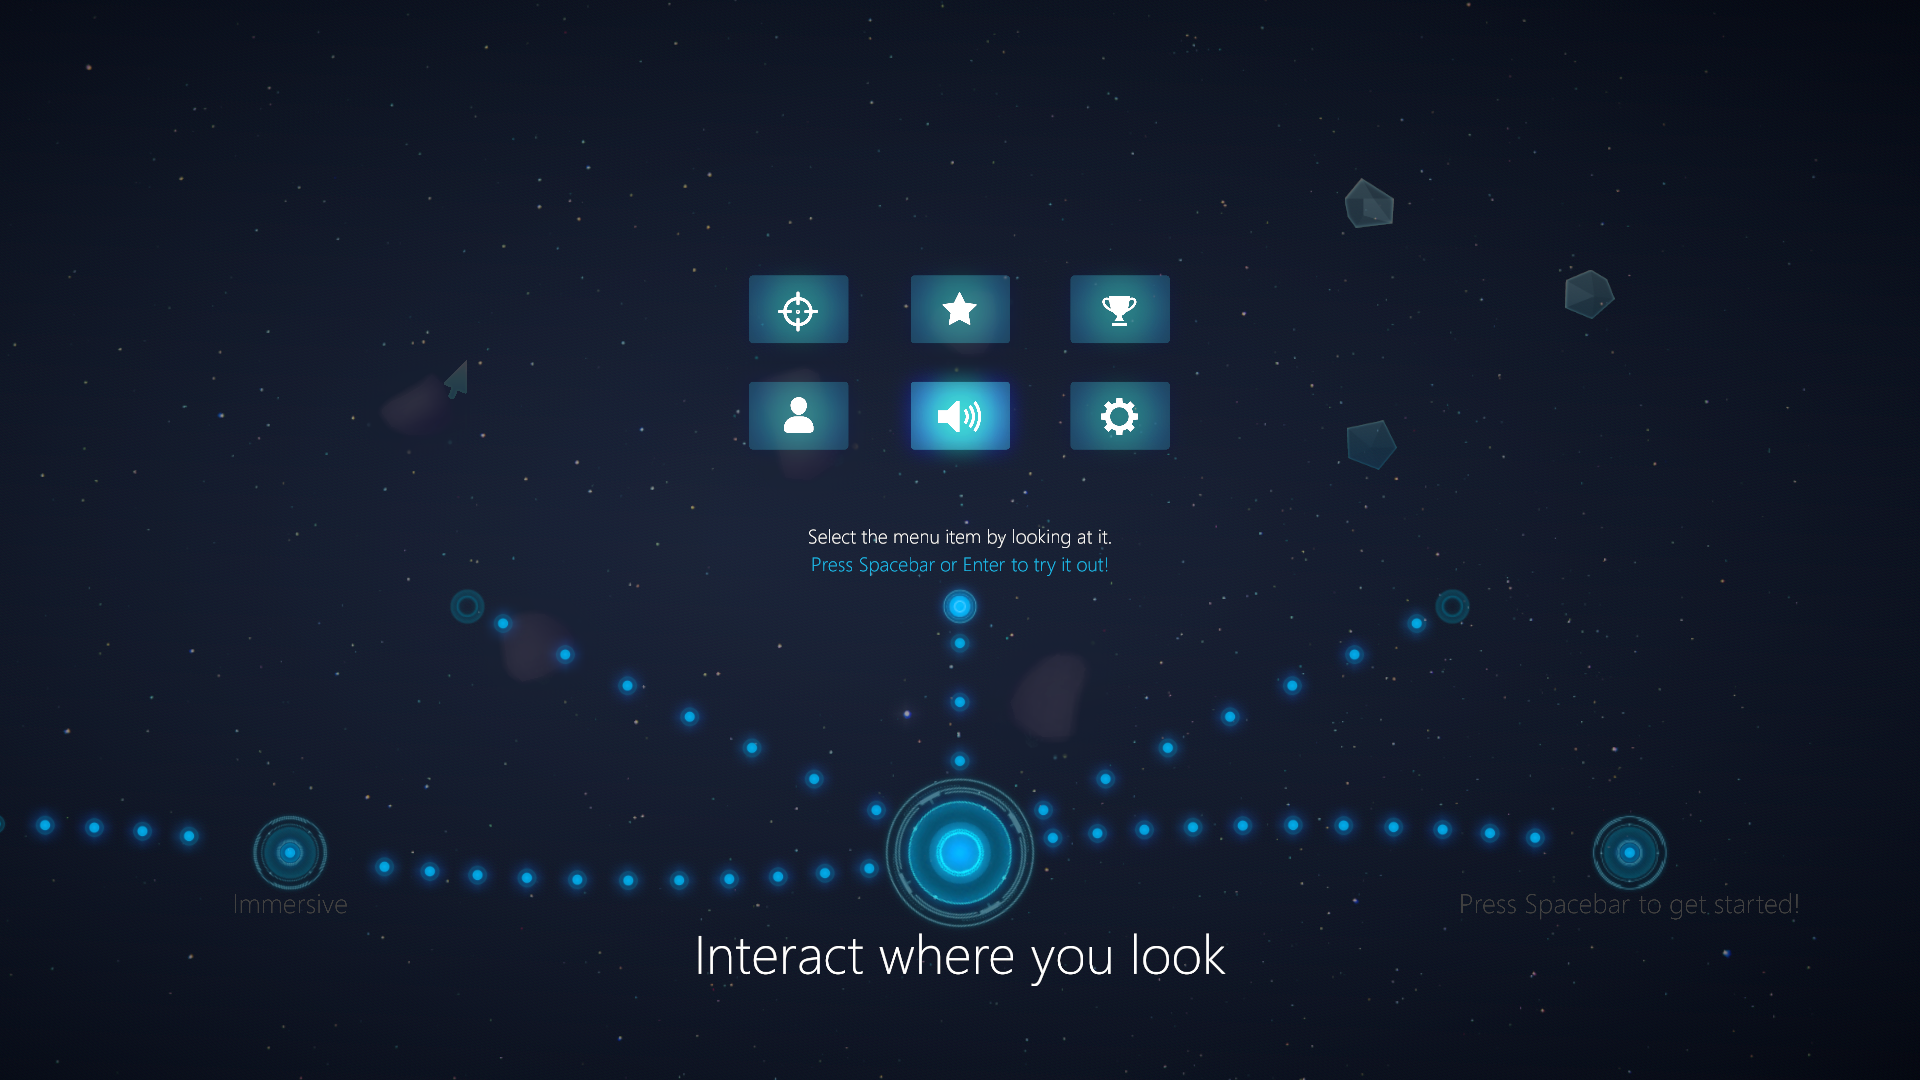 Select the menu item by looking at it.
Press Spacebar or Enter to try it out!
Immersive
Press Spacebar to get started!
Interact where you look